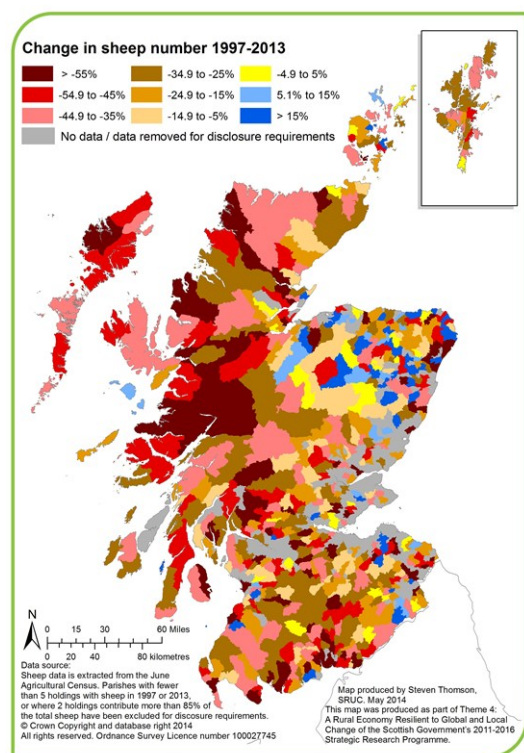 Change in sheep number 1997-2013
> -55%
-34.9 to -25%
-4.9 to 5%
-54.9 to -45%
-24.9 to -15%
5.1% to 15%
-44.9 to -35%
-14.9 to -5%
> 15%
No data / data removed for disclosure requirements
N
0 15 30 60 Miles
0 40 80 kilometres
Data source:
Sheep data is extracted from the June
Agricultural Census. Parishes with fewer
than 5 holdings with sheep in 1997 or 2013,
or where 2 holdings contribute more than 85% of
the total sheep have been excluded for discosure requirements.
© Crown Copyright and database right 2014
All rights reserved. Ordnance Survey Licence number 100027745
Map produced by Steven Thomson,
SRUC. May 2014
This map was produced as part of Theme 4:
A Rural Economy Resilient to Global and Local
Change of the Scottish Government's 2011-2016
Strategic Research Programme.